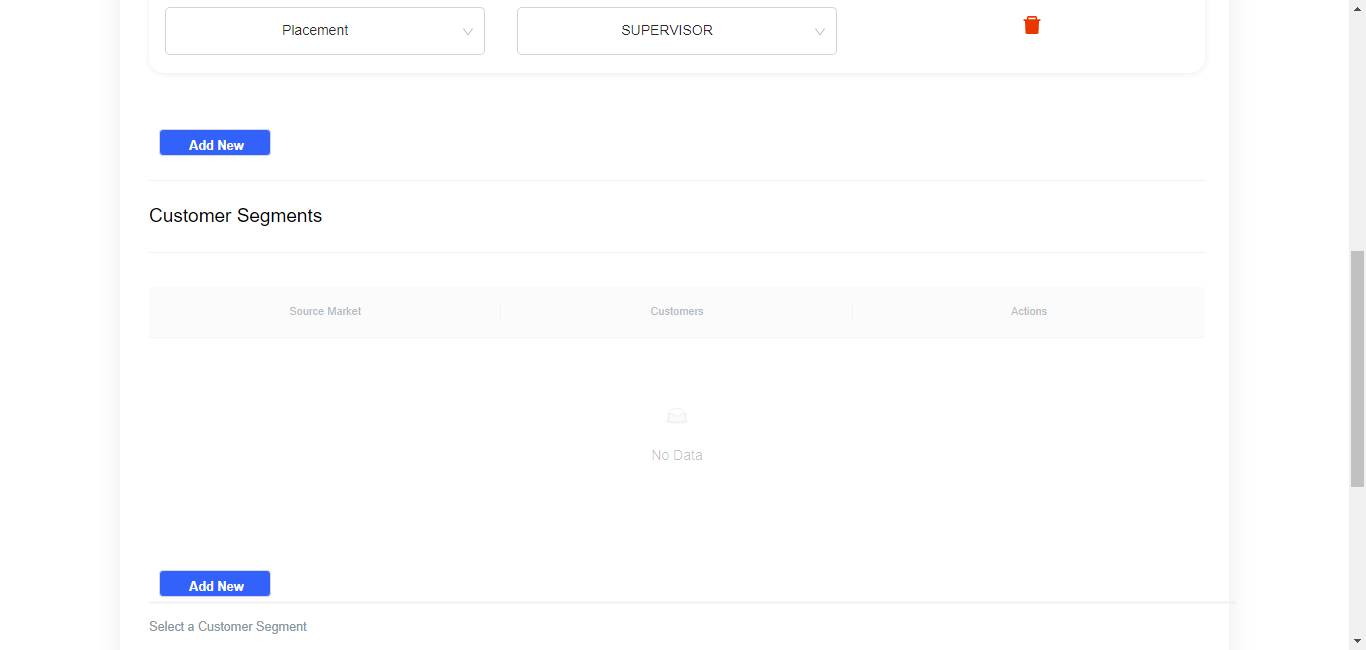 Placement SUPERVISOR
Add New
Customer Segments
Source Market Customers Actions
No Data
Add New
Select a Customer Segment